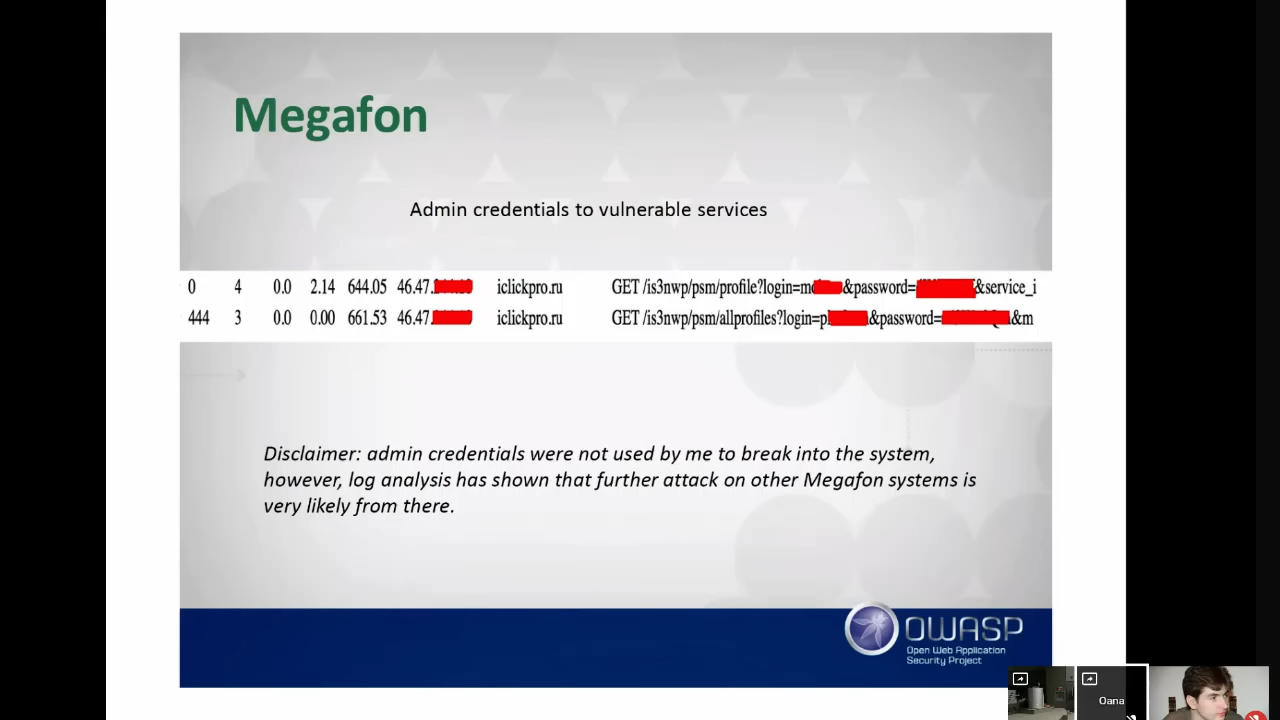 Megafon
Admin credentials to vulnerable services
0 4 0.0 2.14 644.05 46.47. iclickpro.ru GET /is3nwp/psm/profile?login=m &password= &service_i
444 3 0.0 0.00 661.53 46.47. iclickpro.ru GET /is3nwp/psm/allprofiles?login=p &password= &m
Disclaimer: admin credentials were not used by me to break into the system,
however, log analysis has shown that further attack on other Megafon systems is
very likely from there.
OWASP
Open Web Application
Security Project
Oana